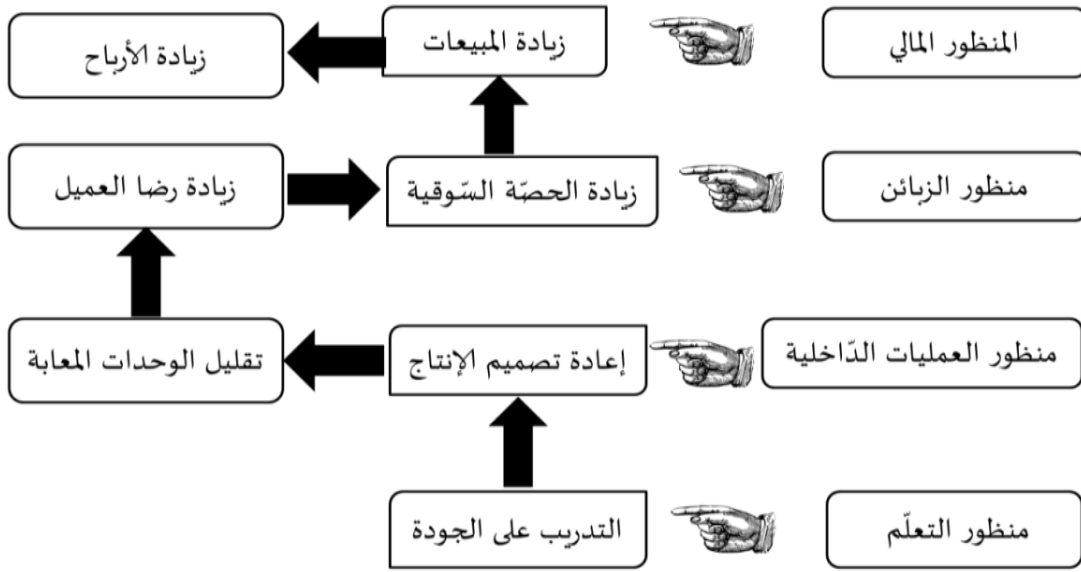 المنظور المالي
زيادة المبيعات
زيادة الأرباح
منظور الزبائن
زيادة الحصّة السّوقية
زيادة رضا العميل
منظور العمليات الدّاخلية
إعادة تصميم الإنتاج
تقليل الوحدات المعابة
منظور التعلّم
التدريب على الجودة